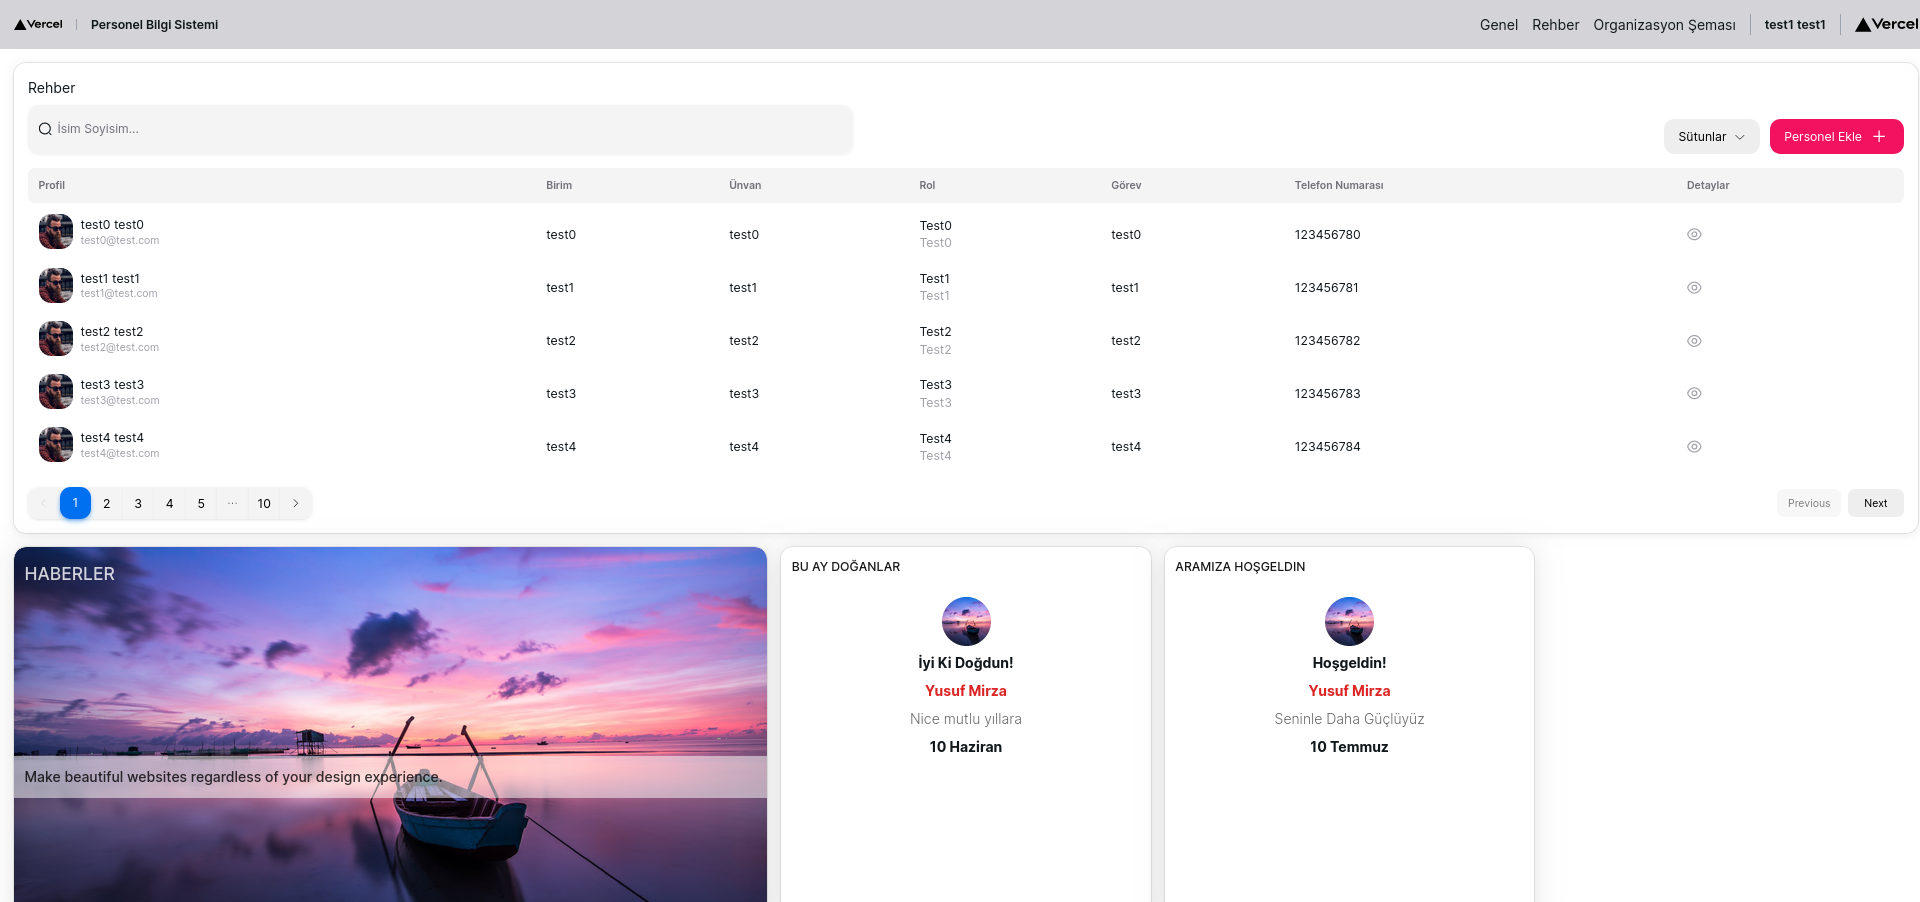 Vercel Personel Bilgi Sistemi Genel Rehber Organizasyon Şeması test1 test1 Vercel
Rehber
İsim Soyisim...
Sütunlar Personel Ekle
Profil Birim Ünvan Rol Görev Telefon Numarası Detaylar
test0 test0
test0@test.com
test0 test0
Test0
Test0
test0 123456780
test1 test1
test1@test.com
test1 test1
Test1
Test1
test1 123456781
test2 test2
test2@test.com
test2 test2
Test2
Test2
test2 123456782
test3 test3
test3@test.com
test3 test3
Test3
Test3
test3 123456783
test4 test4
test4@test.com
test4 test4
Test4
Test4
test4 123456784
1 2 3 4 5 ... 10 Previous Next
HABERLER
Make beautiful websites regardless of your design experience.
BU AY DOĞANLAR
İyi Ki Doğdun!
Yusuf Mirza
Nice mutlu yıllara
10 Haziran
ARAMIZA HOŞGELDIN
Hoşgeldin!
Yusuf Mirza
Seninle Daha Güçlüyüz
10 Temmuz